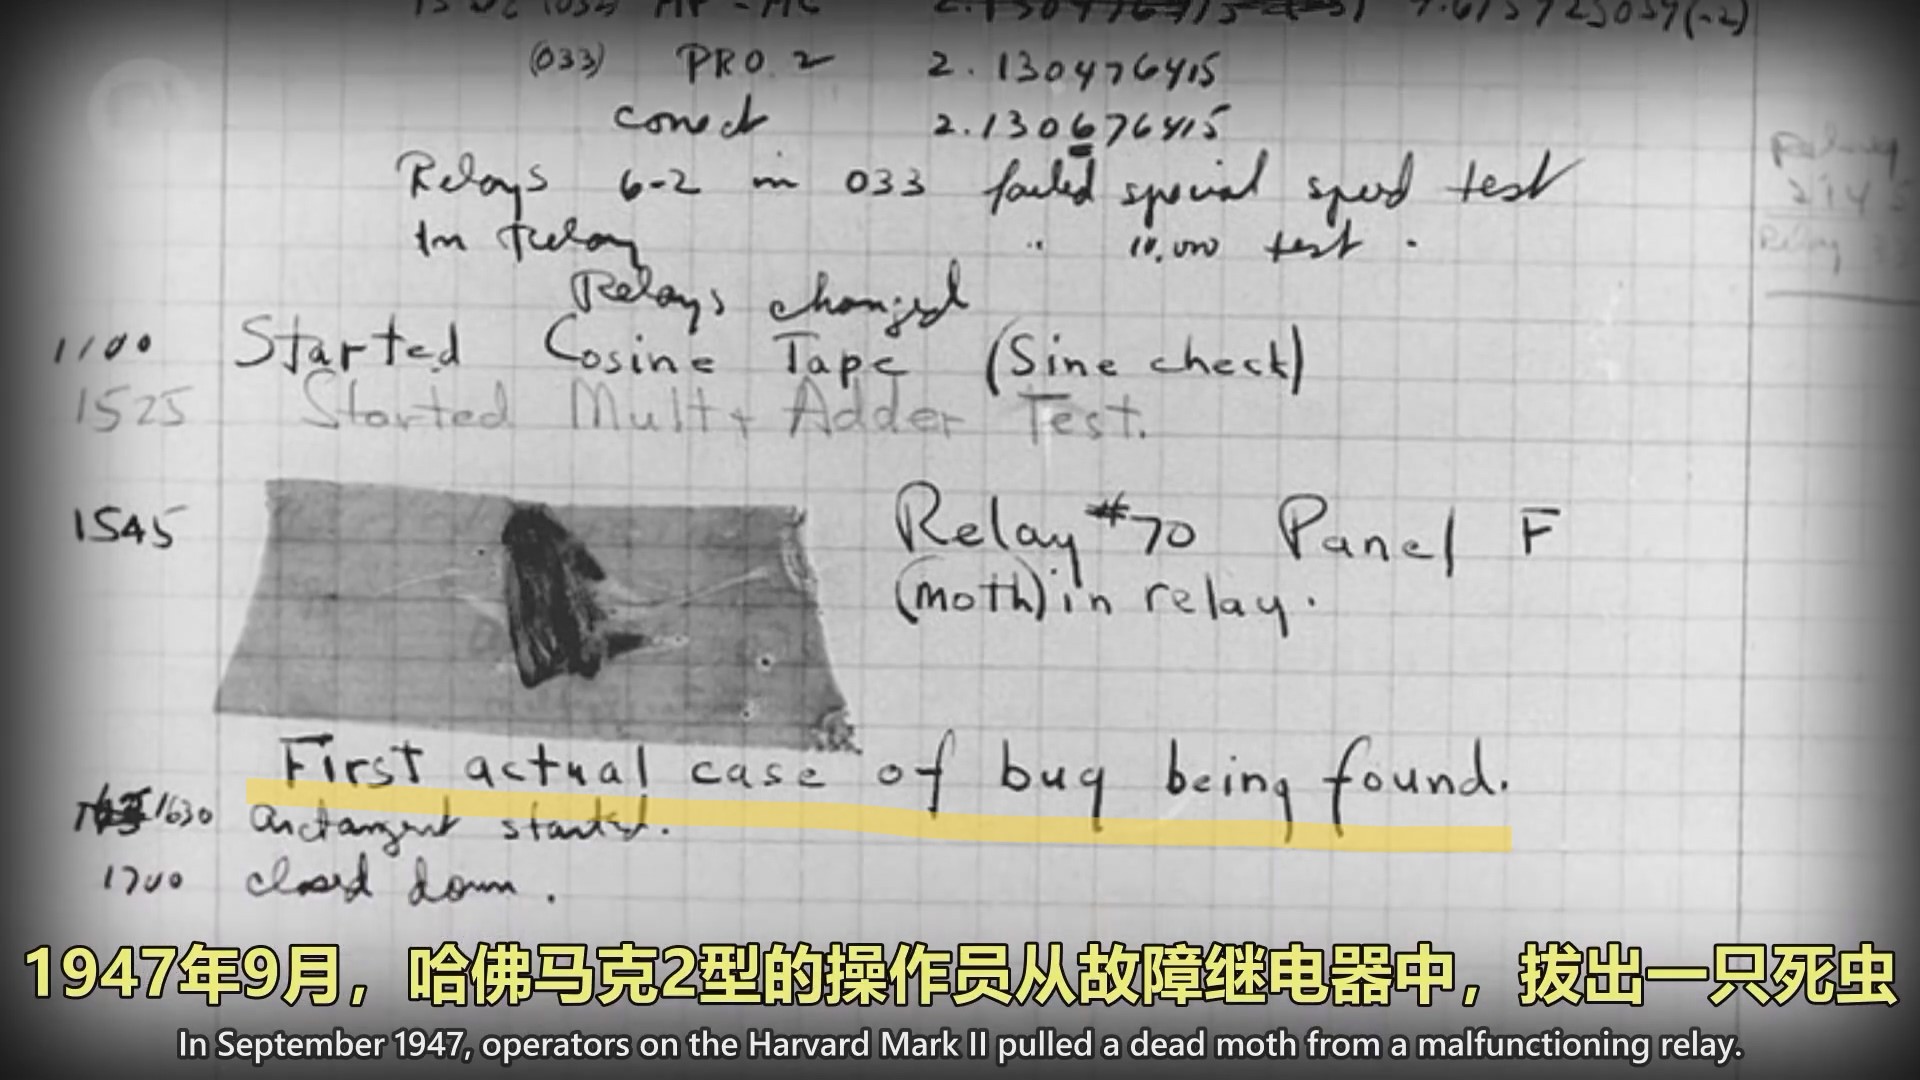 (033) PRO. 2 2.130476415
conect 2.130676415
Relays 6-2 in 033 failed special speed test
In Relay " 10,000 test.
Relays changed
1100 Started Cosine Tape (Sine check)
1525 Started Mult + Adder Test.
1545 Relay #70 Panel F
(moth) in relay.
First actual case of bug being found.
1630 arctangent started.
1700 closed down.
Relay
Relay
1947年9月，哈佛马克2型的操作员从故障继电器中，拔出一只死虫
In September 1947, operators on the Harvard Mark II pulled a dead moth from a malfunctioning relay.